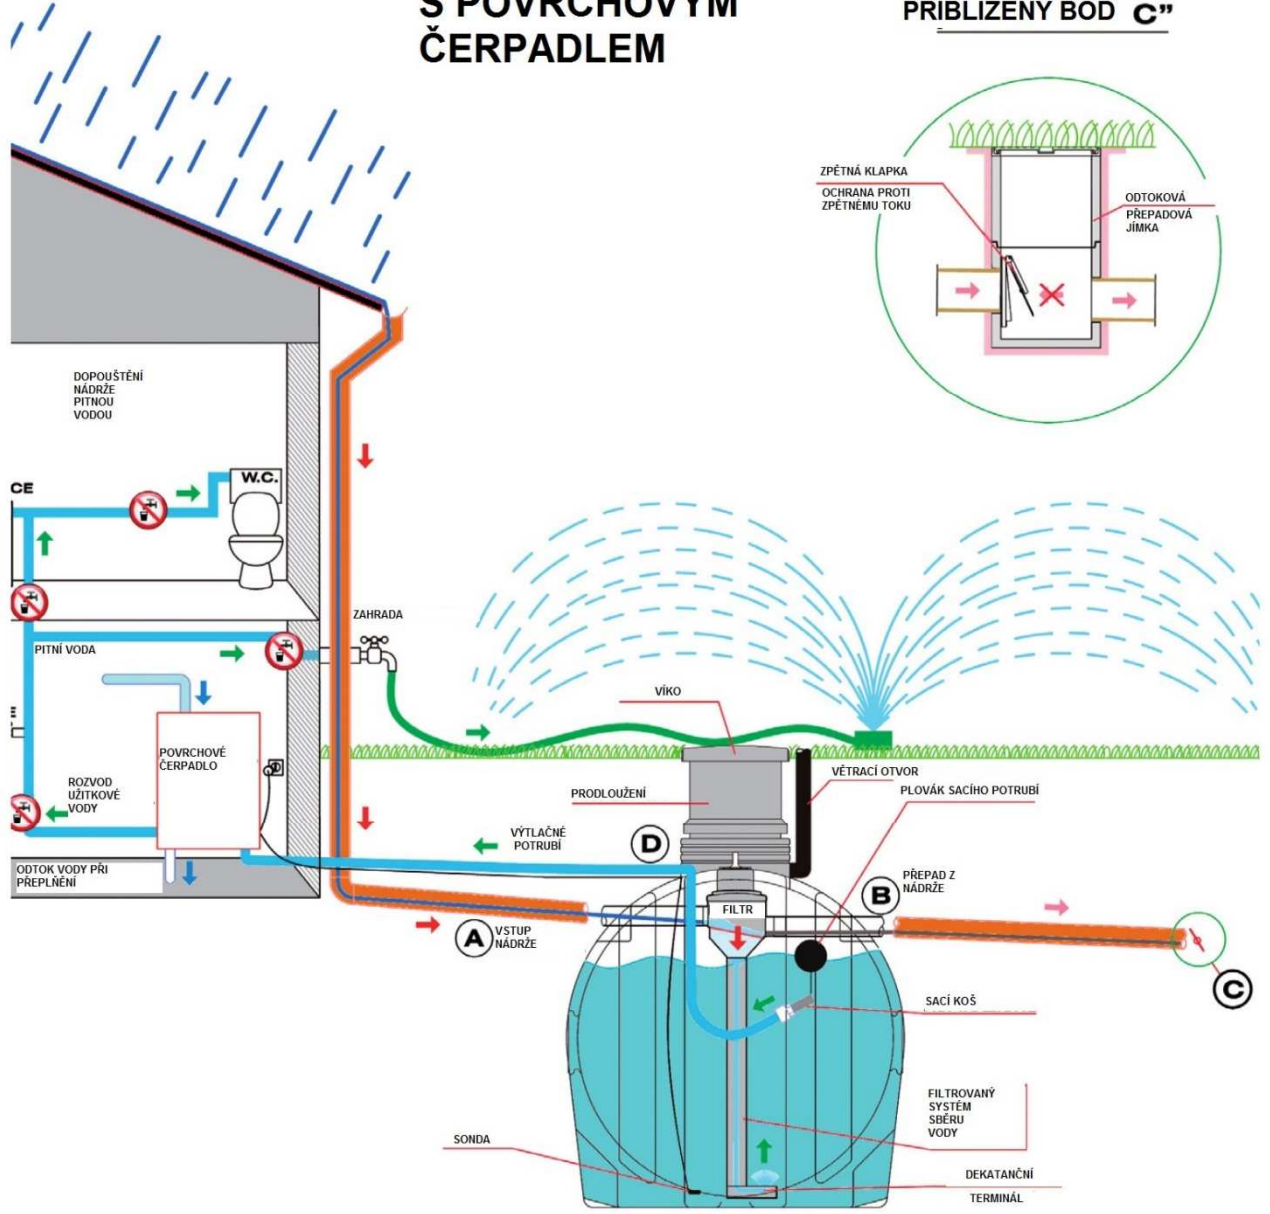 S POVRCHOVÝM
ČERPADLEM
PŘIBLÍŽENÝ BOD C”
ZPĚTNÁ KLAPKA
OCHRANA PROTI
ZPĚTNÉMU TOKU
ODTOKOVÁ
PŘEPADOVÁ
JÍMKA
DOPOUŠTĚNÍ
NÁDRŽE
PITNOU
VODOU
CE
W.C.
ZAHRADA
PITNÍ VODA
POVRCHOVÉ
ČERPADLO
ROZVOD
UŽITKOVÉ
VODY
ODTOK VODY PŘI
PŘEPLŇENÍ
VÍKO
PRODLOUŽENÍ
VĚTRACÍ OTVOR
PLOVÁK SACÍHO POTRUBÍ
VÝTLAČNÉ
POTRUBÍ
D
FILTR
B
PŘEPAD Z
NÁDRŽE
A
VSTUP
NÁDRŽE
C
SACÍ KOŠ
FILTROVANÝ
SYSTÉM
SBĚRU
VODY
SONDA
DEKATANČNÍ
TERMINÁL